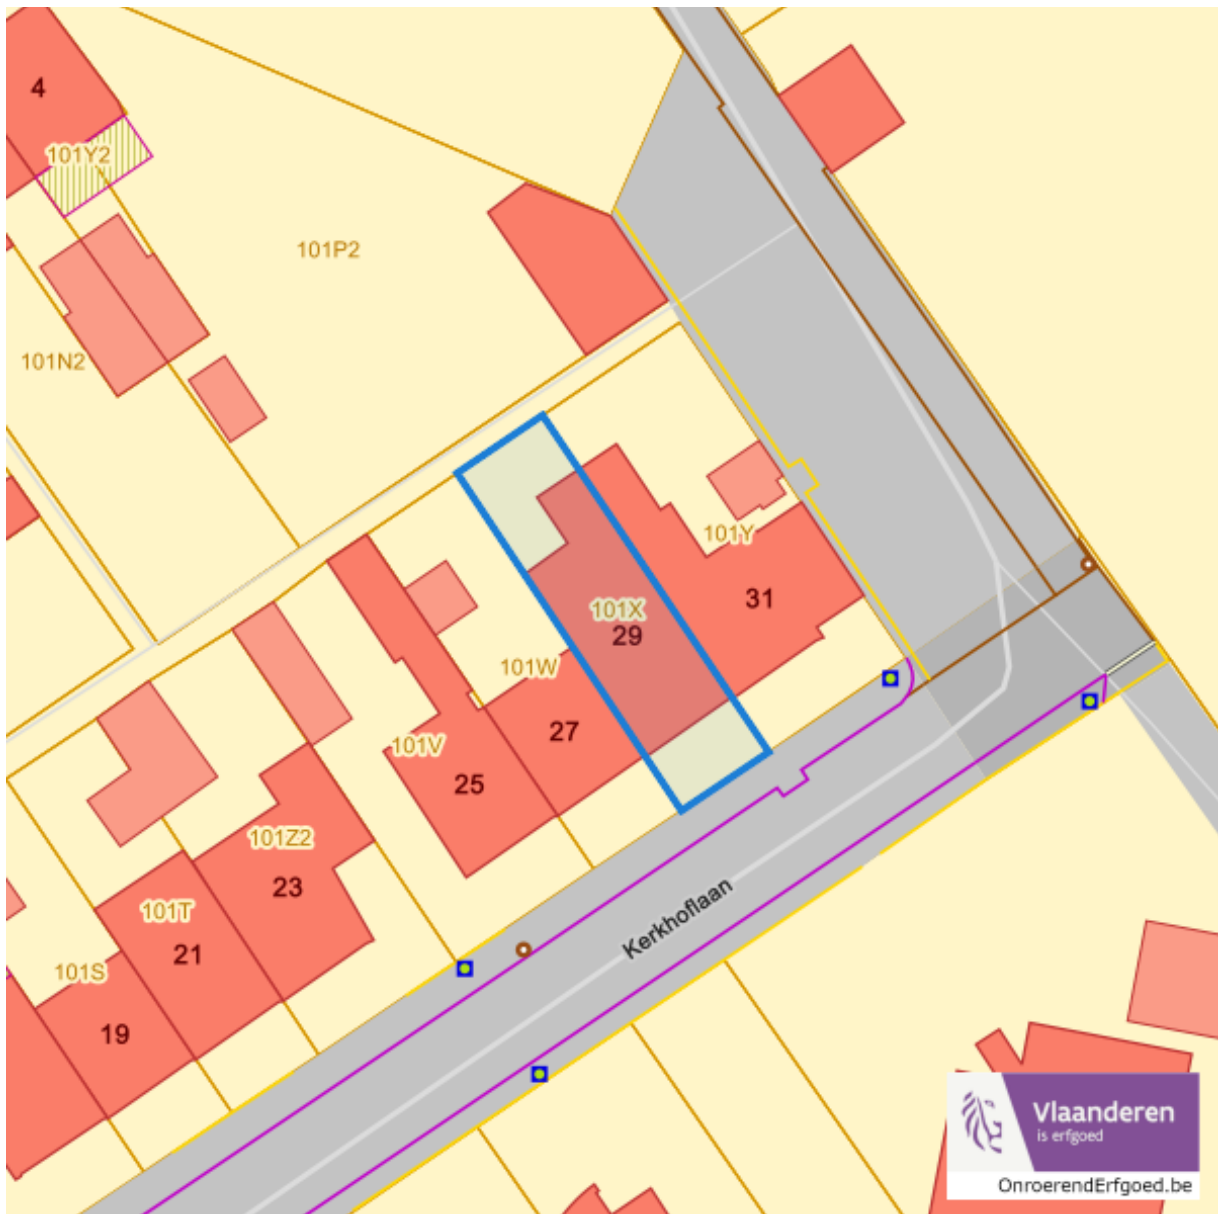 4
101Y2
101P2
101N2
101Y
31
101X
29
101W
27
101V
25
101Z2
23
101T
21
101S
19
Kerkhoflaan
Vlaanderen
is erfgoed
OnroerendErfgoed.be